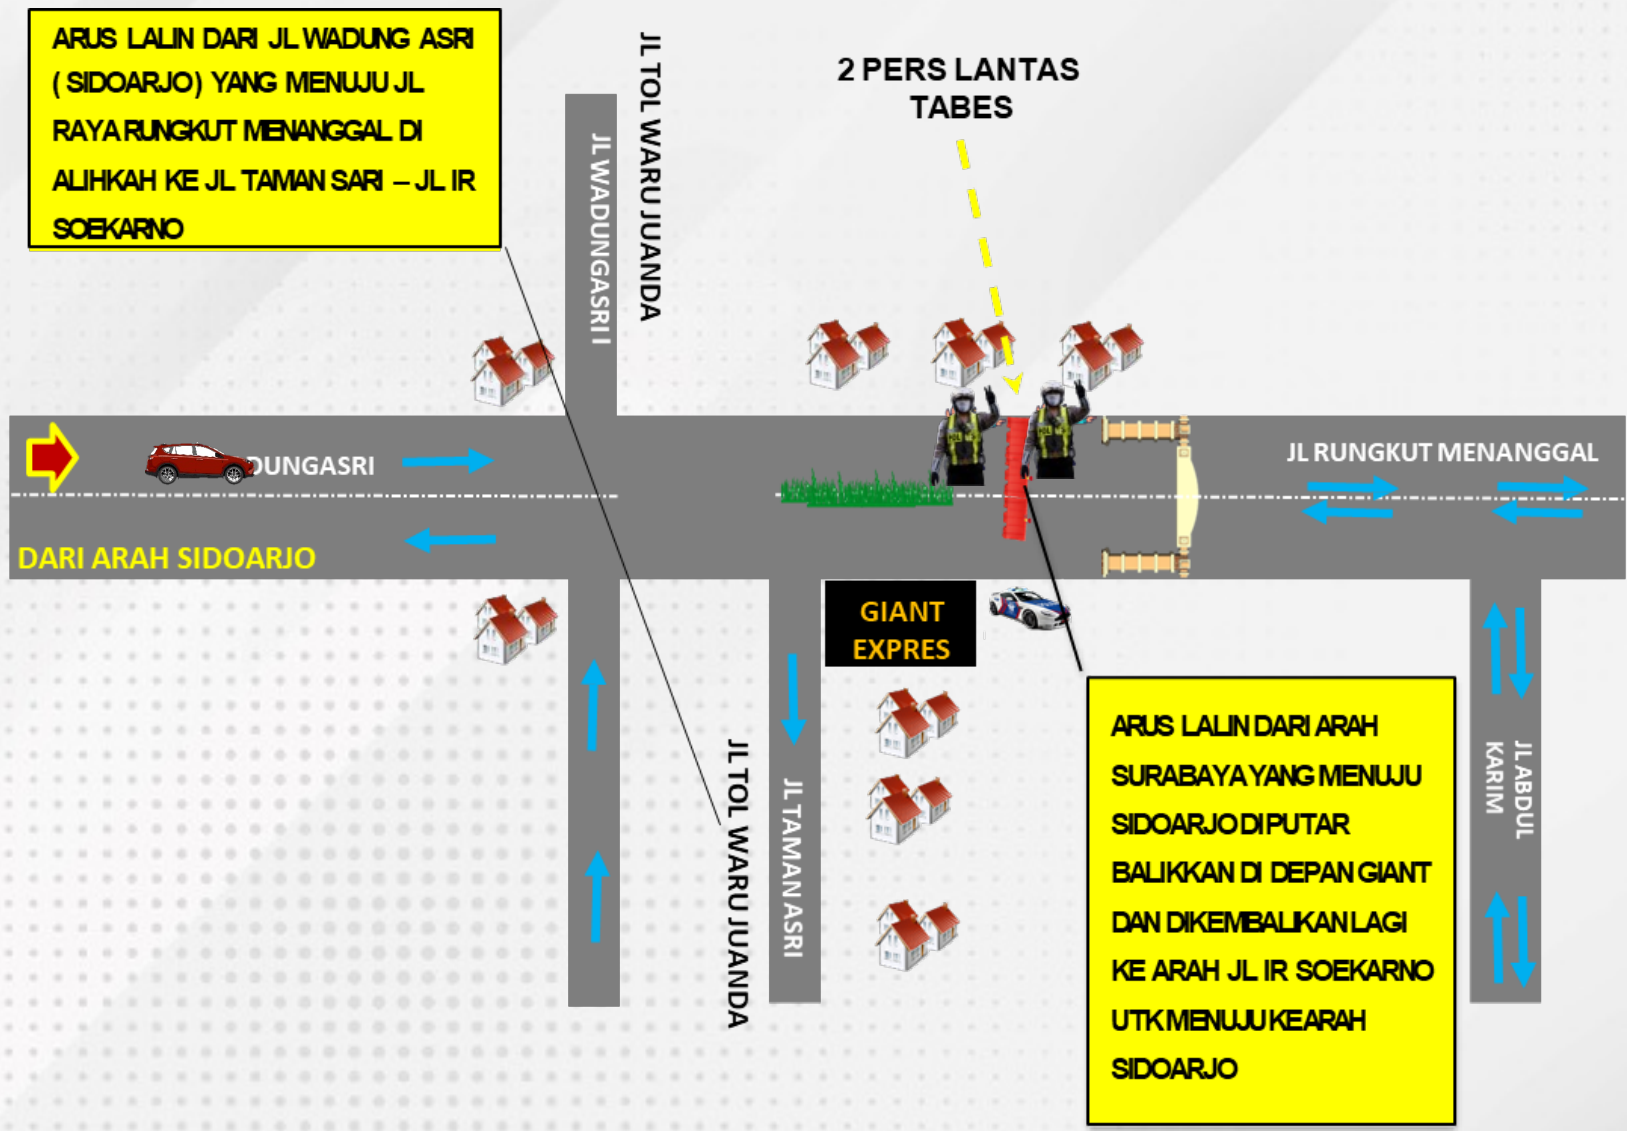 ARUS LALIN DARI JL WADUNG ASRI
( SIDOARJO ) YANG MENUJU JL
RAYA RUNGKUT MENANGGAL DI
ALIHKAH KE JL TAMAN SARI – JL IR
SOEKARNO
JL WADUNGASRI I
JL TOL WARU JUANDA
2 PERS LANTAS
TABES
DUNGASRI
JL RUNGKUT MENANGGAL
DARI ARAH SIDOARJO
GIANT
EXPRES
JL TOL WARU JUANDA
JL TAMAN ASRI
ARUS LALIN DARI ARAH
SURABAYA YANG MENUJU
SIDOARJO DI PUTAR
BALIKKAN DI DEPAN GIANT
DAN DIKEMBALIKAN LAGI
KE ARAH JL IR SOEKARNO
UTK MENUJU KEARAH
SIDOARJO
JL ABDUL
KARIM